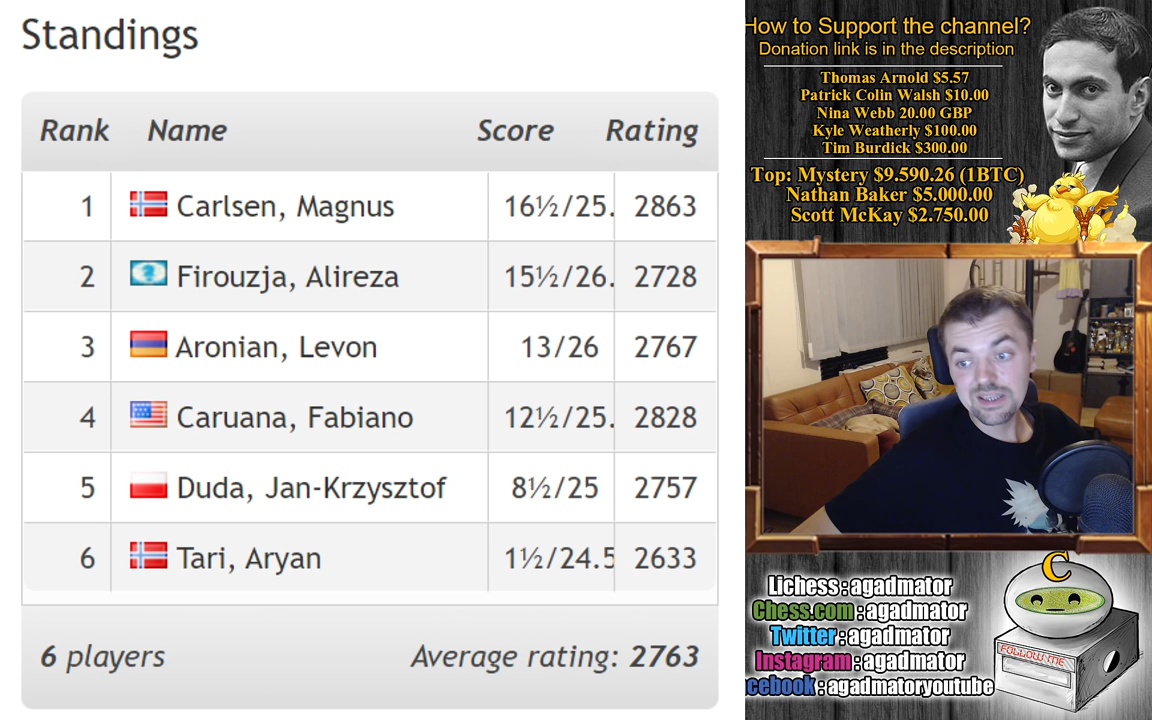 Standings
Rank Name Score Rating
1 Carlsen, Magnus 16½/25. 2863
2 Firouzja, Alireza 15½/26. 2728
3 Aronian, Levon 13/26 2767
4 Caruana, Fabiano 12½/25. 2828
5 Duda, Jan-Krzysztof 8½/25 2757
6 Tari, Aryan 1½/24.5 2633
6 players Average rating: 2763
How to Support the channel?
Donation link is in the description
Thomas Arnold $5.57
Patrick Colin Walsh $10.00
Nina Webb 20.00 GBP
Kyle Weatherly $100.00
Tim Burdick $300.00
Top: Mystery $9.590.26 (1BTC)
Nathan Baker $5.000.00
Scott McKay $2.750.00
Lichess: agadmator
Chess.com: agadmator
Twitter: agadmator
Instagram: agadmator
cebook: agadmatoryoutube
C
FOLLOW ME